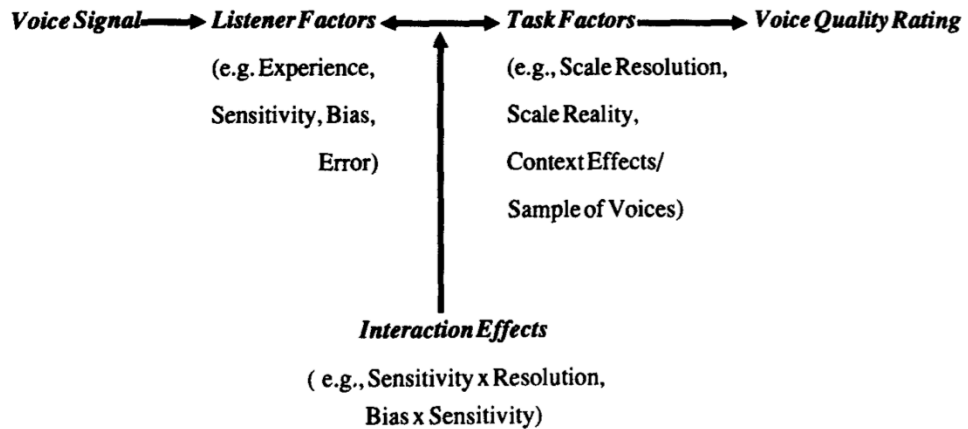 Voice Signal Listener Factors Task Factors Voice Quality Rating
(e.g. Experience, (e.g., Scale Resolution,
Sensitivity, Bias, Scale Reality,
Error) Context Effects/
Sample of Voices)
Interaction Effects
( e.g., Sensitivity x Resolution,
Bias x Sensitivity)